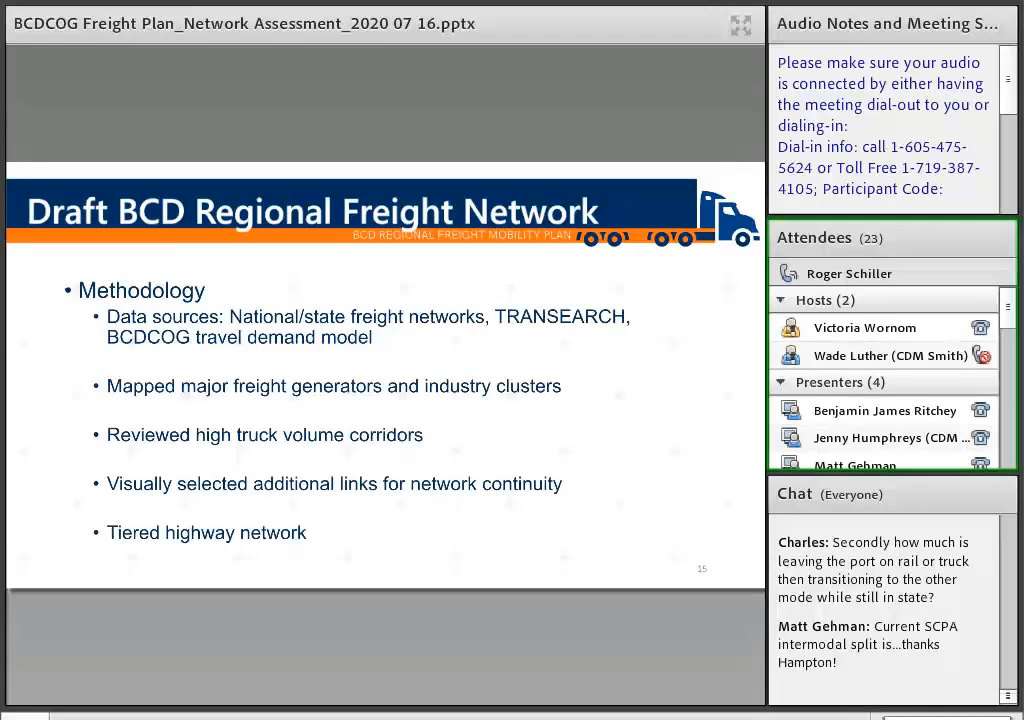 BCDCOG Freight Plan_Network Assessment_2020 07 16.pptx
Draft BCD Regional Freight Network
BCD REGIONAL FREIGHT MOBILITY PLAN
• Methodology
• Data sources: National/state freight networks, TRANSEARCH,
BCDCOG travel demand model
• Mapped major freight generators and industry clusters
• Reviewed high truck volume corridors
• Visually selected additional links for network continuity
• Tiered highway network
15
Audio Notes and Meeting S...
Please make sure your audio
is connected by either having
the meeting dial-out to you or
dialing-in:
Dial-in info: call 1-605-475-
5624 or Toll Free 1-719-387-
4105; Participant Code:
Attendees (23)
Roger Schiller
Hosts (2)
Victoria Wornom
Wade Luther (CDM Smith)
Presenters (4)
Benjamin James Ritchey
Jenny Humphreys (CDM ...
Matt Gehman
Chat (Everyone)
Charles: Secondly how much is
leaving the port on rail or truck
then transitioning to the other
mode while still in state?
Matt Gehman: Current SCPA
intermodal split is...thanks
Hampton!